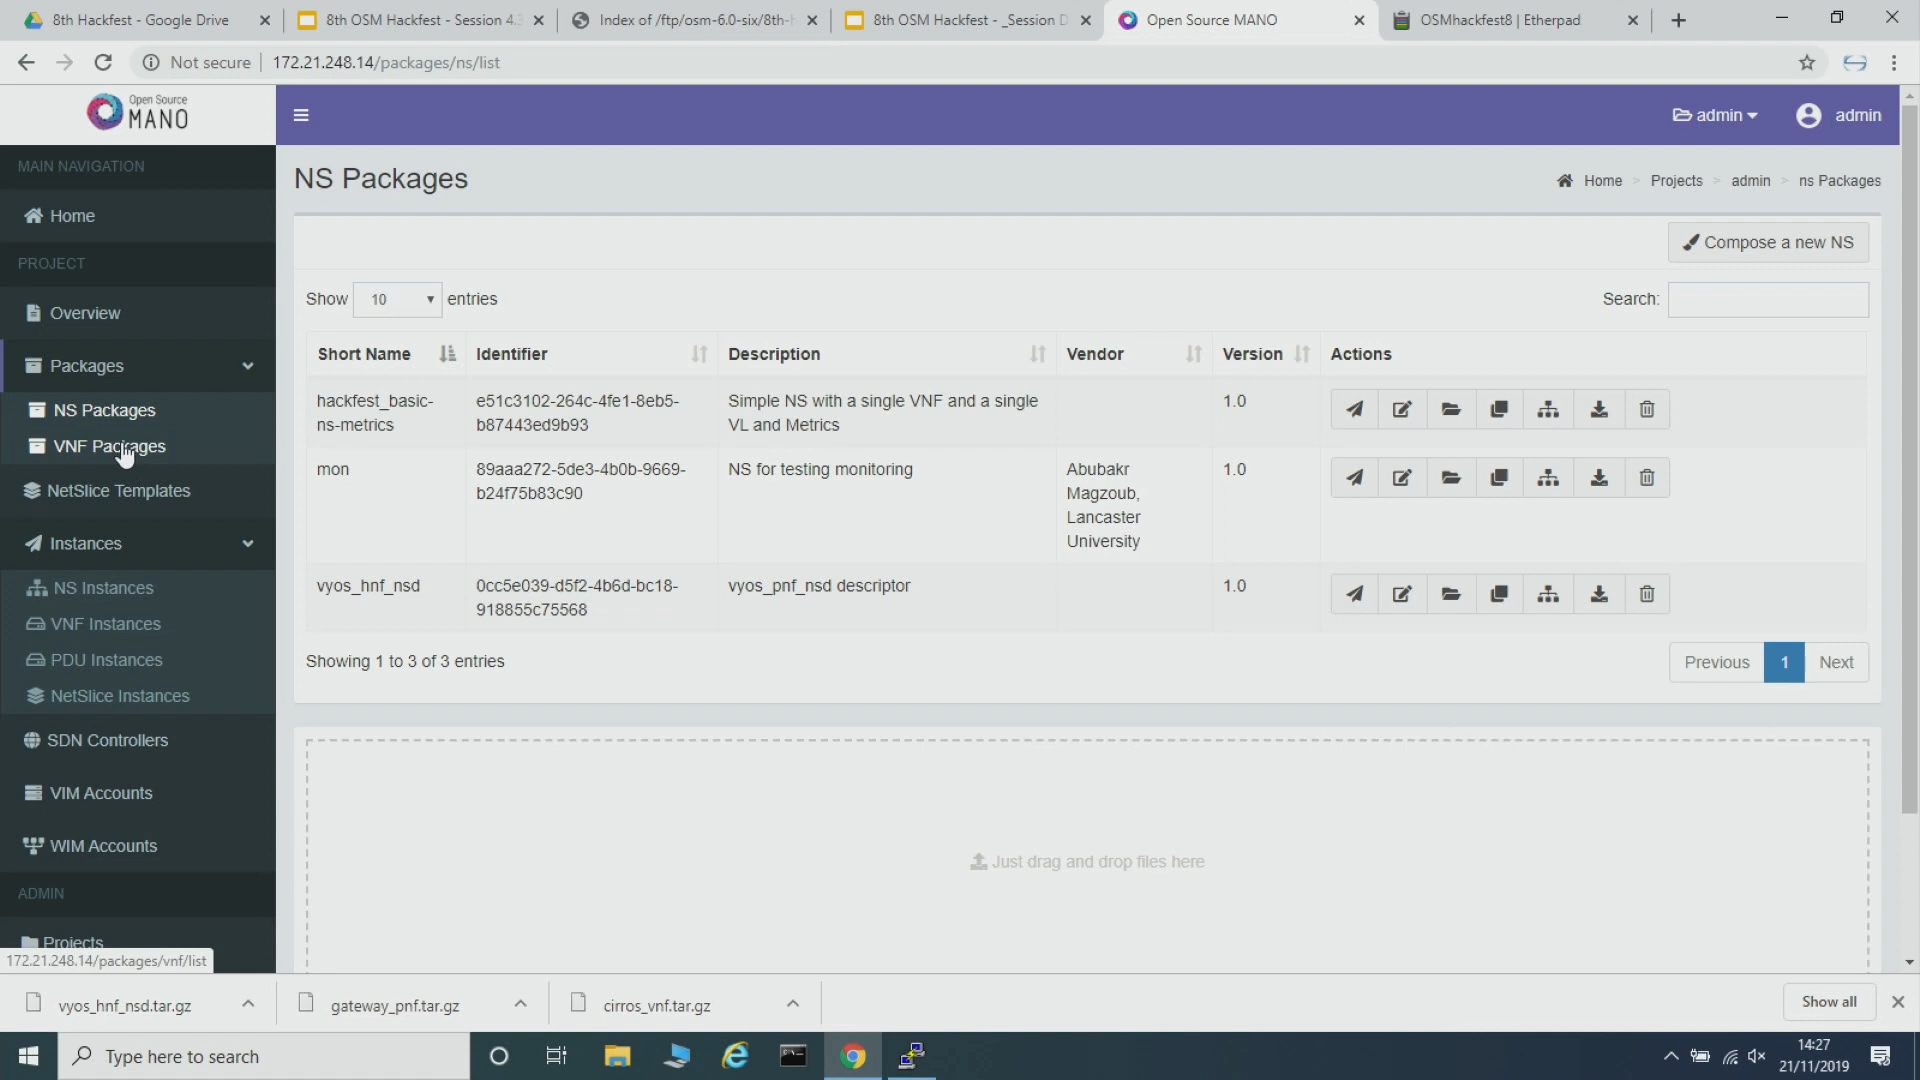 8th Hackfest - Google Drive
8th OSM Hackfest - Session 4.3
Index of /ftp/osm-6.0-six/8th-h
8th OSM Hackfest - _Session D
Open Source MANO
OSMhackfest8 | Etherpad
Not secure
172.21.248.14/packages/ns/list
Open Source
MANO
admin
admin
MAIN NAVIGATION
Home
PROJECT
Overview
Packages
NS Packages
VNF Packages
NetSlice Templates
Instances
NS Instances
VNF Instances
PDU Instances
NetSlice Instances
SDN Controllers
VIM Accounts
WIM Accounts
ADMIN
Projects
172.21.248.14/packages/vnf/list
NS Packages
Home > Projects > admin > ns Packages
Compose a new NS
Show 10 entries
Search:
Short Name Identifier Description Vendor Version Actions
hackfest_basic-ns-metrics e51c3102-264c-4fe1-8eb5-b87443ed9b93 Simple NS with a single VNF and a single VL and Metrics 1.0
mon 89aaa272-5de3-4b0b-9669-b24f75b83c90 NS for testing monitoring Abubakr Magzoub, Lancaster University 1.0
vyos_hnf_nsd 0cc5e039-d5f2-4b6d-bc18-918855c75568 vyos_pnf_nsd descriptor 1.0
Showing 1 to 3 of 3 entries
Previous 1 Next
Just drag and drop files here
vyos_hnf_nsd.tar.gz
gateway_pnf.tar.gz
cirros_vnf.tar.gz
Show all
Type here to search
14:27
21/11/2019